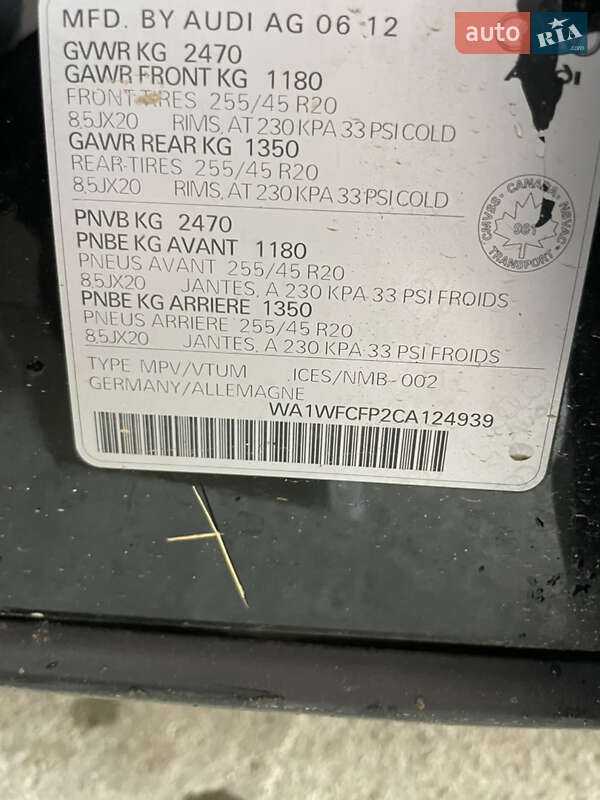 MFD. BY AUDI AG 06 12
GVWR KG 2470
GAWR FRONT KG 1180
FRONT-TIRES 255/45 R20
8,5JX20 RIMS, AT 230 KPA 33 PSI COLD
GAWR REAR KG 1350
REAR-TIRES 255/45 R20
8,5JX20 RIMS, AT 230 KPA 33 PSI COLD
PNVB KG 2470
PNBE KG AVANT 1180
PNEUS AVANT 255/45 R20
8,5JX20 JANTES, A 230 KPA 33 PSI FROIDS
PNBE KG ARRIERE 1350
PNEUS ARRIERE 255/45 R20
8,5JX20 JANTES, A 230 KPA 33 PSI FROIDS
TYPE MPV/VTUM ICES/NMB-002
GERMANY/ALLEMAGNE
WA1WFCFP2CA124939
CANADA
CMVSS NSVAC
961
TRANSPORT
auto RIA.com